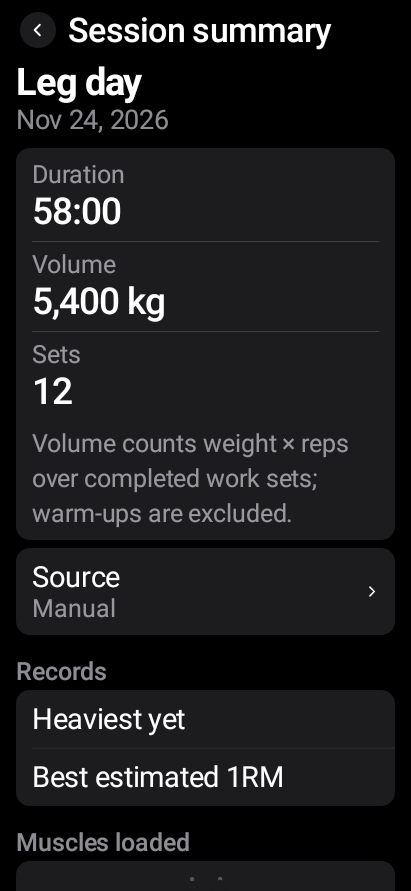 Session summary
Leg day
Nov 24, 2026
Duration
58:00
Volume
5,400 kg
Sets
12
Volume counts weight × reps
over completed work sets;
warm-ups are excluded.
Source
Manual
Records
Heaviest yet
Best estimated 1RM
Muscles loaded